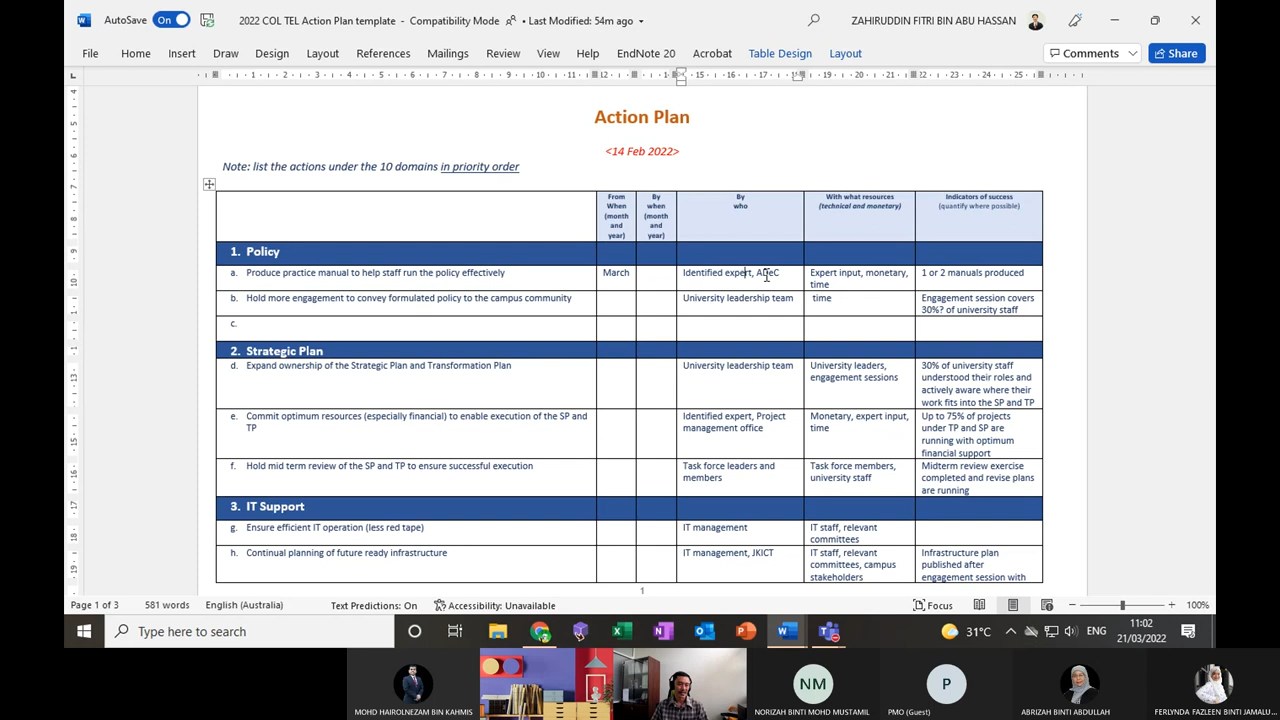 AutoSave On 2022 COL TEL Action Plan template - Compatibility Mode • Last Modified: 54m ago ZAHIRUDDIN FITRI BIN ABU HASSAN
File Home Insert Draw Design Layout References Mailings Review View Help EndNote 20 Acrobat Table Design Layout Comments Share
Action Plan
<14 Feb 2022>
Note: list the actions under the 10 domains in priority order
From When (month and year)
By when (month and year)
By who
With what resources (technical and monetary)
Indicators of success (quantify where possible)
1. Policy
a. Produce practice manual to help staff run the policy effectively
March
Identified expert, ADeC
Expert input, monetary,
time
1 or 2 manuals produced
b. Hold more engagement to convey formulated policy to the campus community
University leadership team
time
Engagement session covers
30%? of university staff
c.
2. Strategic Plan
d. Expand ownership of the Strategic Plan and Transformation Plan
University leadership team
University leaders,
engagement sessions
30% of university staff
understood their roles and
actively aware where their
work fits into the SP and TP
e. Commit optimum resources (especially financial) to enable execution of the SP and
TP
Identified expert, Project
management office
Monetary, expert input,
time
Up to 75% of projects
under TP and SP are
running with optimum
financial support
f. Hold mid term review of the SP and TP to ensure successful execution
Task force leaders and
members
Task force members,
university staff
Midterm review exercise
completed and revise plans
are running
3. IT Support
g. Ensure efficient IT operation (less red tape)
IT management
IT staff, relevant
committees
h. Continual planning of future ready infrastructure
IT management, JKICT
IT staff, relevant
committees, campus
stakeholders
Infrastructure plan
published after
engagement session with
1
Page 1 of 3 581 words English (Australia) Text Predictions: On Accessibility: Unavailable Focus 100%
Type here to search 31°C ENG 11:02
21/03/2022
NM
P
MOHD HAIROLNEZAM BIN KAHMIS NORIZAH BINTI MOHD MUSTAMIL PMO (Guest) ABRIZAH BINTI ABDULLAH FERLYNDA FAZLEEN BINTI JAMALU...